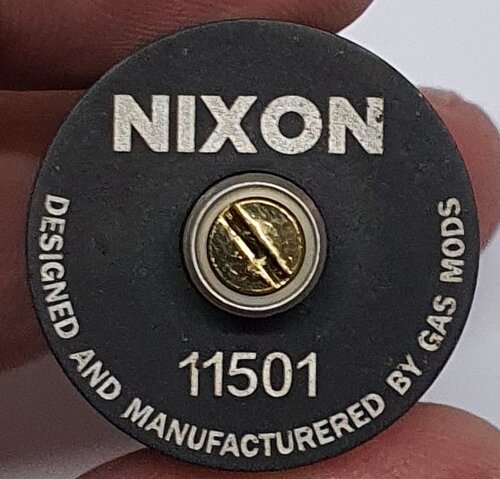 NIXON
11501
DESIGNED AND MANUFACTURERED BY GAS MODS